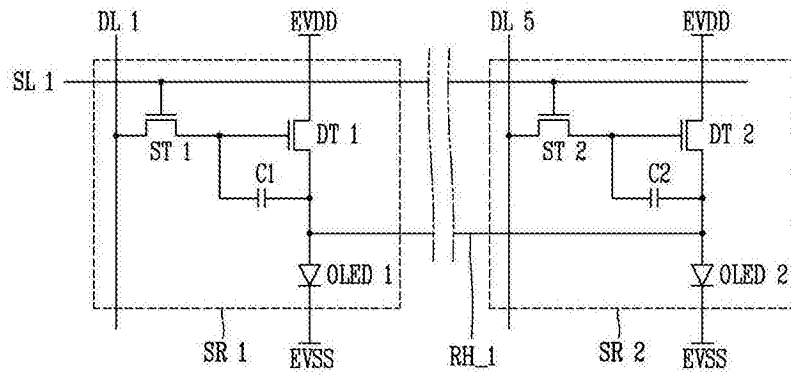 DL 1 EVDD DL 5 EVDD
SL 1
ST 1 DT 1 ST 2 DT 2
C1 C2
OLED 1 OLED 2
SR 1 EVSS RH_1 SR 2 EVSS